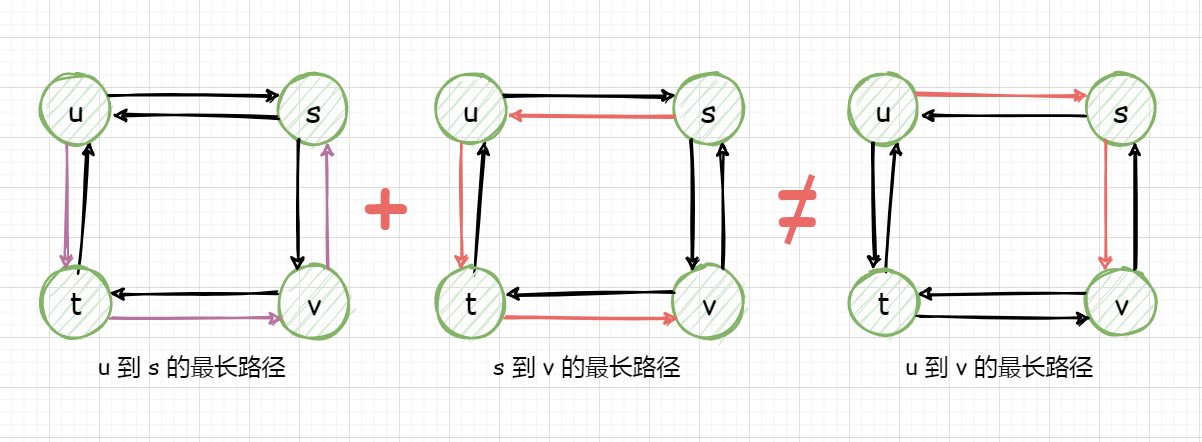 u s u s u s
+ ≠
t v t v t v
u 到 s 的最长路径 s 到 v 的最长路径 u 到 v 的最长路径